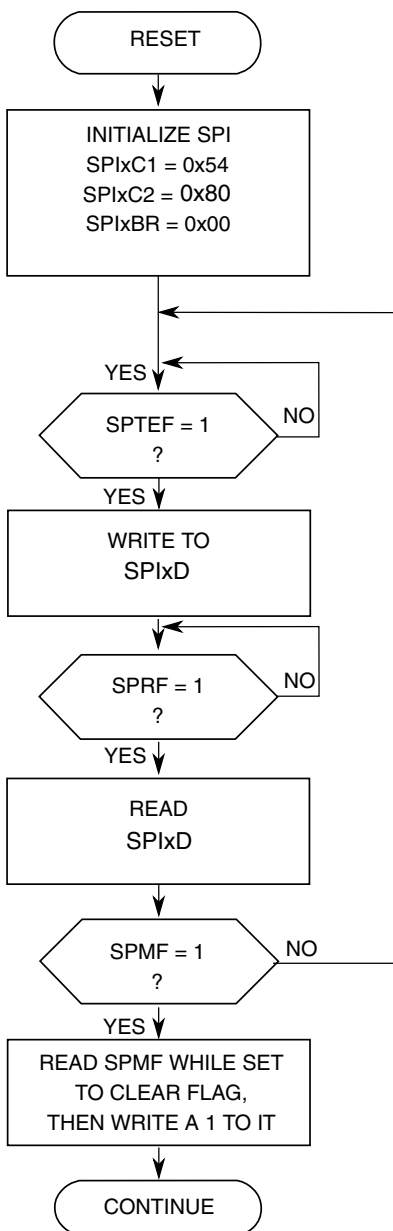 RESET
INITIALIZE SPI
SPIxC1 = 0x54
SPIxC2 = 0x80
SPIxBR = 0x00
YES
SPTEF = 1
?
NO
YES
WRITE TO
SPIxD
SPRF = 1
?
NO
YES
READ
SPIxD
SPMF = 1
?
NO
YES
READ SPMF WHILE SET
TO CLEAR FLAG,
THEN WRITE A 1 TO IT
CONTINUE